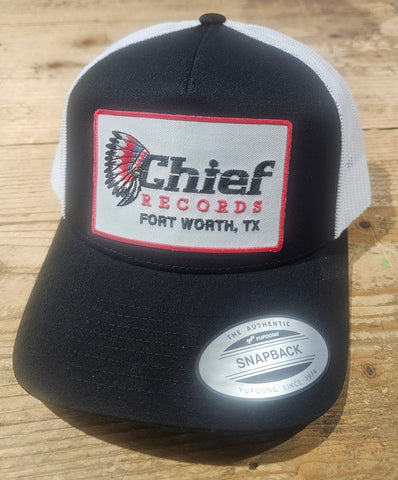 Chief
RECORDS
FORT WORTH, TX
THE AUTHENTIC
YUPOONG
SNAPBACK
YUPOONG SINCE 1974